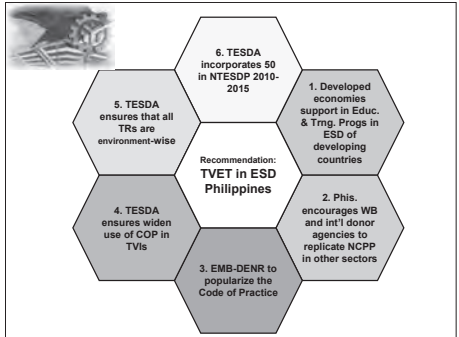 6. TESDA
incorporates 50
in NTESDP 2010-
2015
1. Developed
economies
support in Educ.
& Trng. Progs in
ESD of
developing
countries
2. Phis.
encourages WB
and int'l donor
agencies to
replicate NCPP
in other sectors
3. EMB-DENR to
popularize the
Code of Practice
4. TESDA
ensures widen
use of COP in
TVIs
5. TESDA
ensures that all
TRs are
environment-wise
Recommendation:
TVET in ESD
Philippines